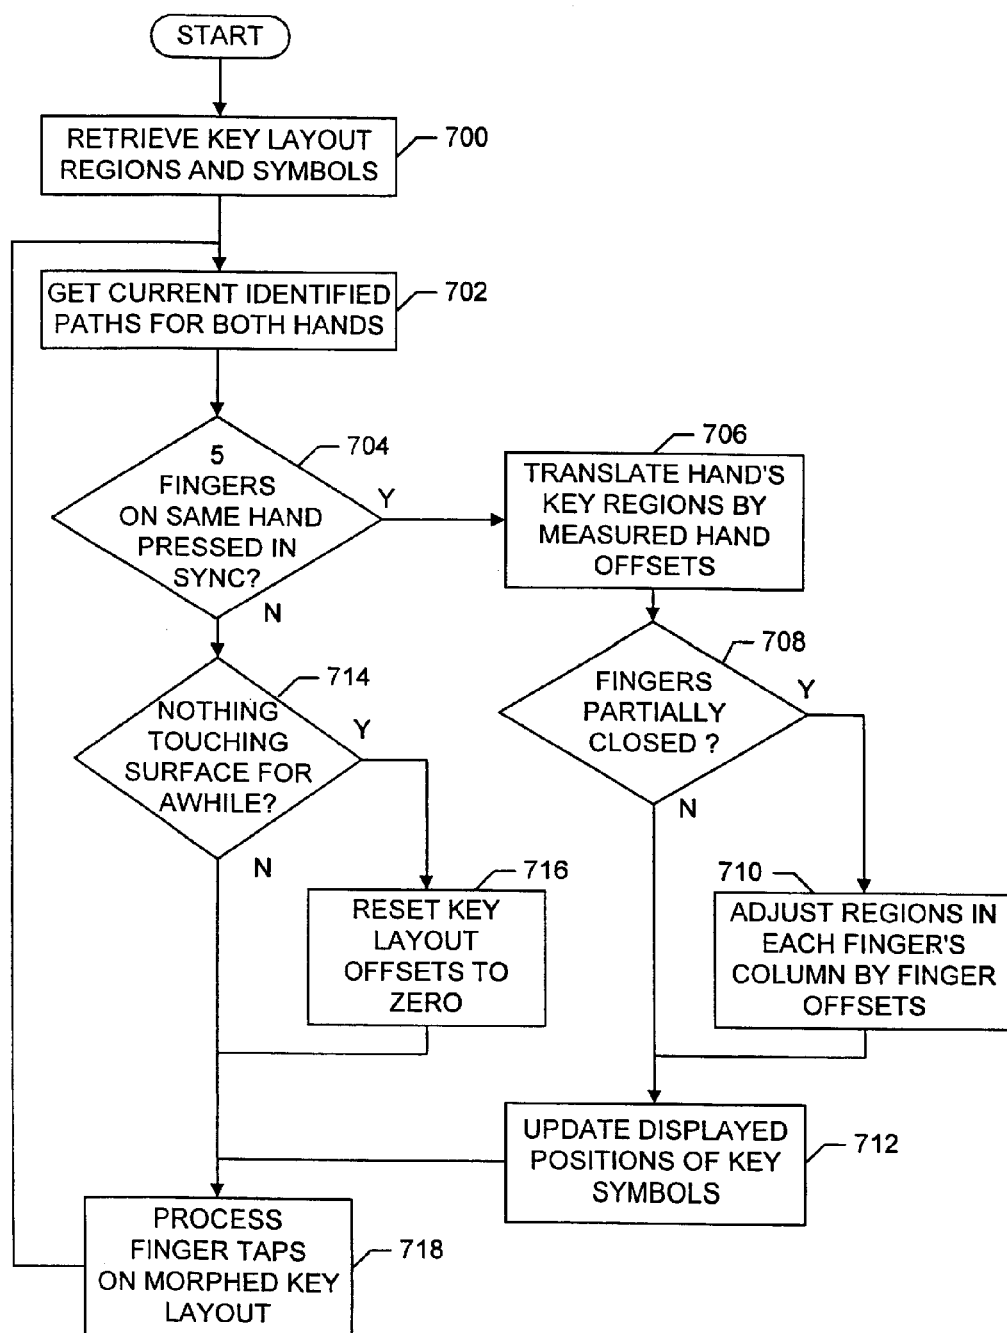 START
RETRIEVE KEY LAYOUT
REGIONS AND SYMBOLS
700
GET CURRENT IDENTIFIED
PATHS FOR BOTH HANDS
702
5
FINGERS
ON SAME HAND
PRESSED IN
SYNC?
704
Y
N
706
TRANSLATE HAND'S
KEY REGIONS BY
MEASURED HAND
OFFSETS
708
FINGERS
PARTIALLY
CLOSED ?
Y
N
714
NOTHING
TOUCHING
SURFACE FOR
AWHILE?
Y
N
716
RESET KEY
LAYOUT
OFFSETS TO
ZERO
710
ADJUST REGIONS IN
EACH FINGER'S
COLUMN BY FINGER
OFFSETS
UPDATE DISPLAYED
POSITIONS OF KEY
SYMBOLS
712
PROCESS
FINGER TAPS
ON MORPHED KEY
LAYOUT
718